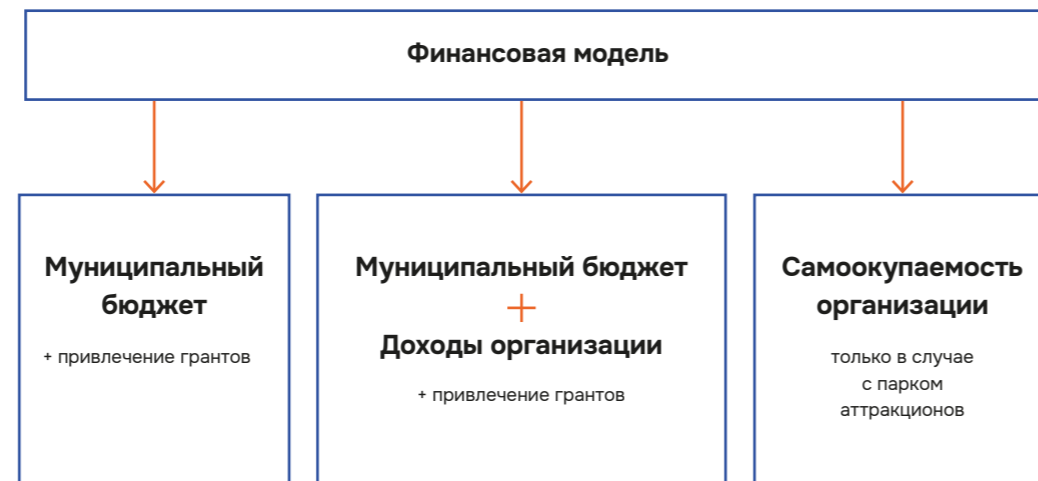 Финансовая модель
Муниципальный
бюджет
+ привлечение грантов
Муниципальный бюджет
+
Доходы организации
+ привлечение грантов
Самоокупаемость
организации
только в случае
с парком
аттракционов